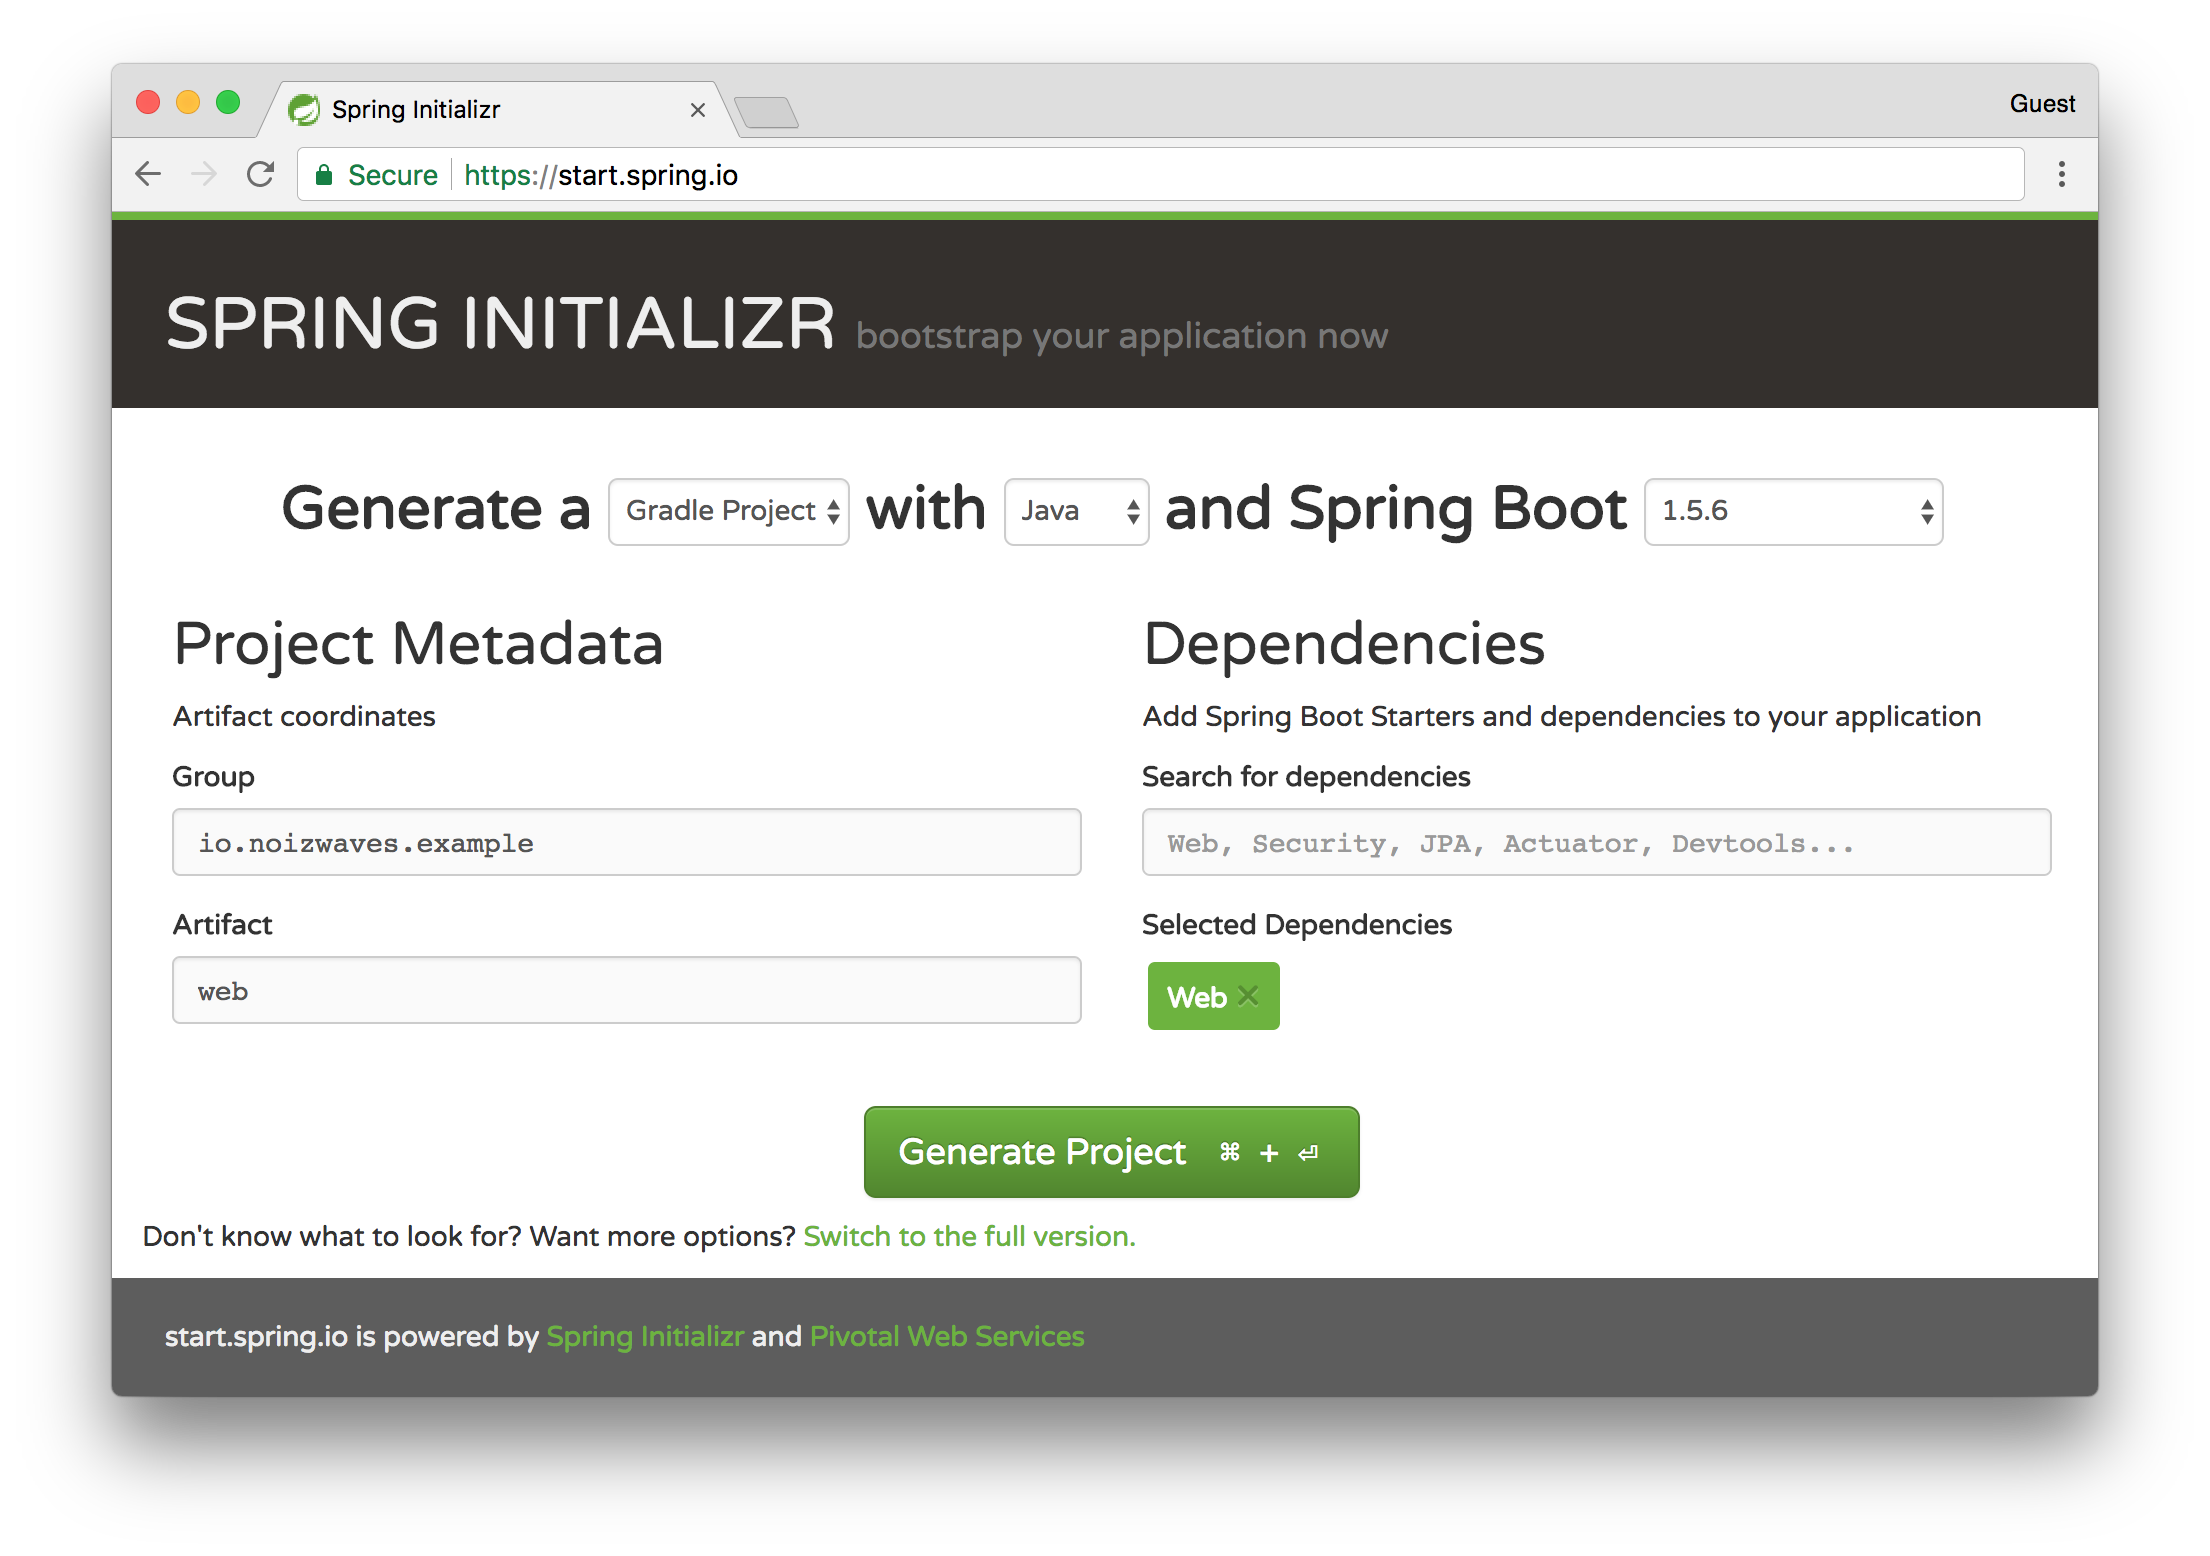 Spring Initializr
Guest
Secure https://start.spring.io
SPRING INITIALIZR bootstrap your application now
Generate a Gradle Project with Java and Spring Boot 1.5.6
Project Metadata
Artifact coordinates
Group
io.noizwaves.example
Artifact
web
Dependencies
Add Spring Boot Starters and dependencies to your application
Search for dependencies
Web, Security, JPA, Actuator, Devtools...
Selected Dependencies
Web
Generate Project ⌘ + ⏎
Don't know what to look for? Want more options? Switch to the full version.
start.spring.io is powered by Spring Initializr and Pivotal Web Services